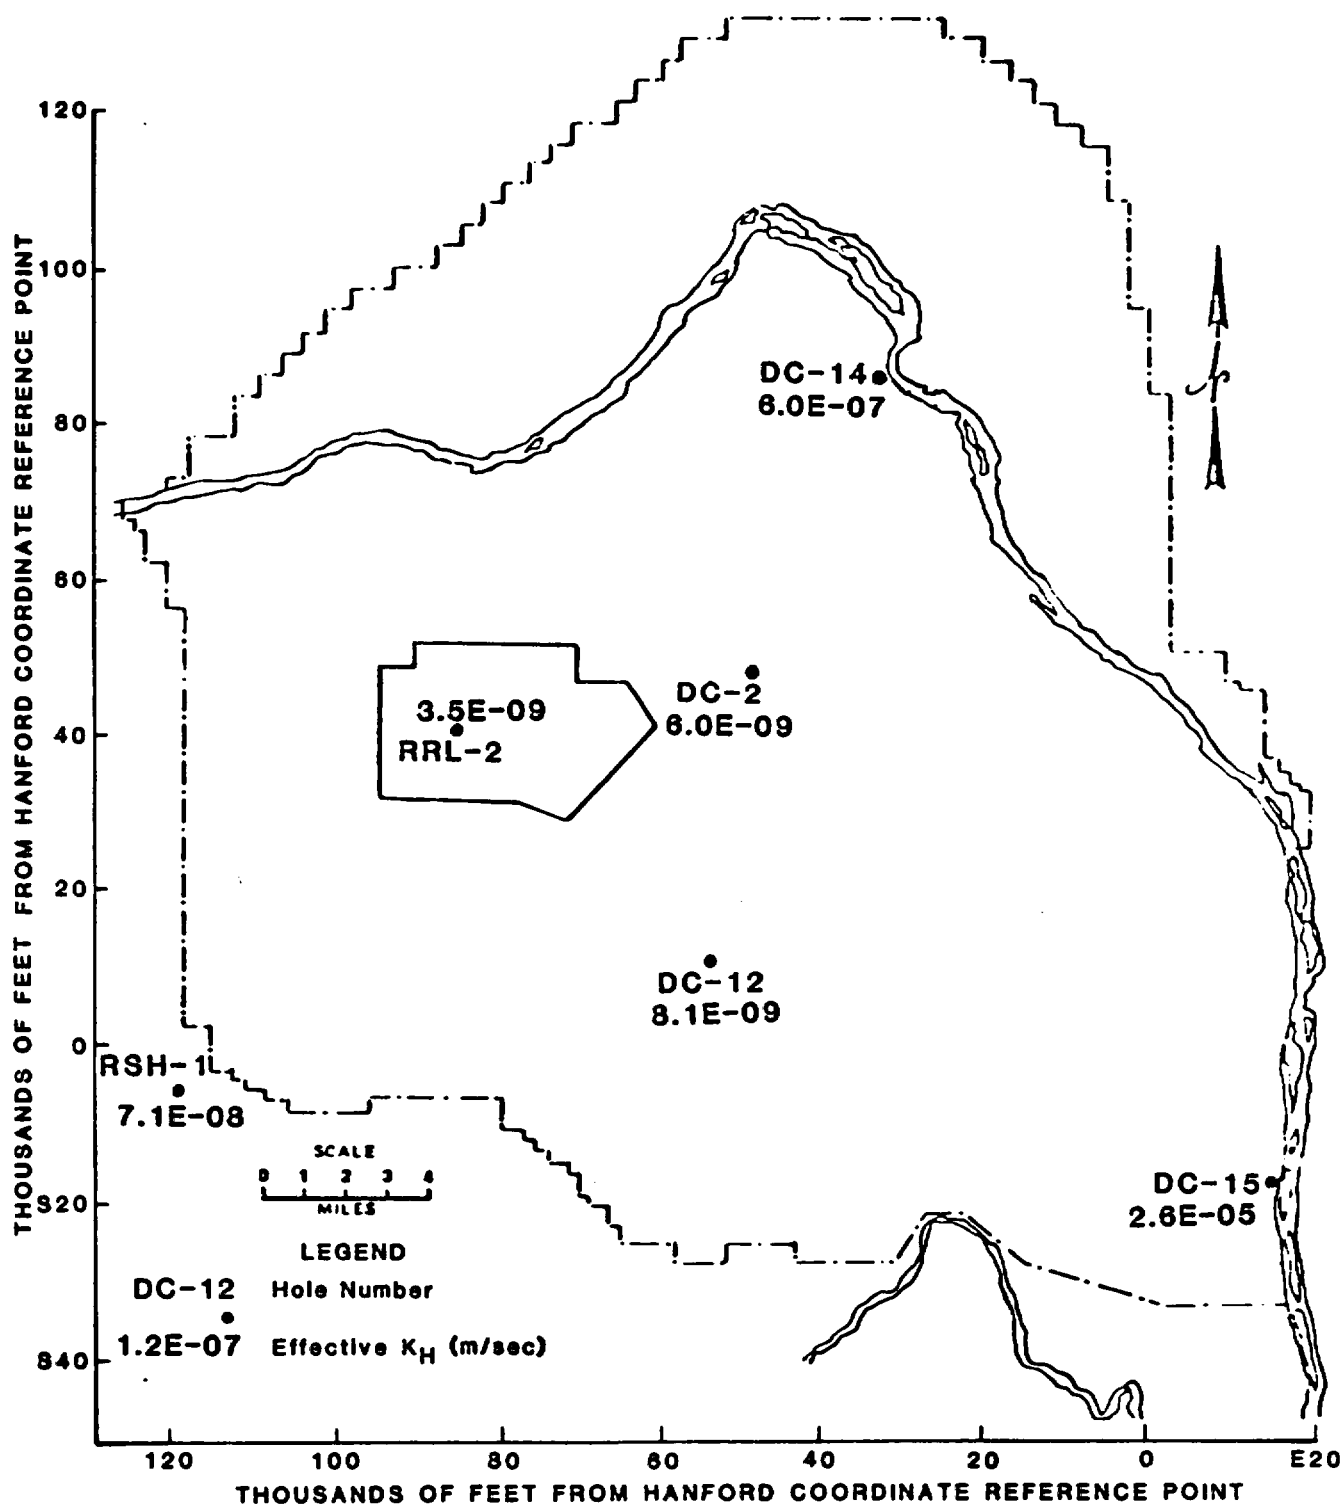 120
100
DC-14
6.0E-07
80
60
DC-2
3.5E-09
6.0E-09
40
RRL-2
20
DC-12
8.1E-09
0
RSH-1
7.1E-08
SCALE
0 1 2 3 4
MILES
DC-15
S20
2.6E-05
LEGEND
DC-12 Hole Number
1.2E-07 Effective KH (m/sec)
S40
120 100 80 60 40 20 0 E20
THOUSANDS OF FEET FROM HANFORD COORDINATE REFERENCE POINT
THOUSANDS OF FEET FROM HANFORD COORDINATE REFERENCE POINT